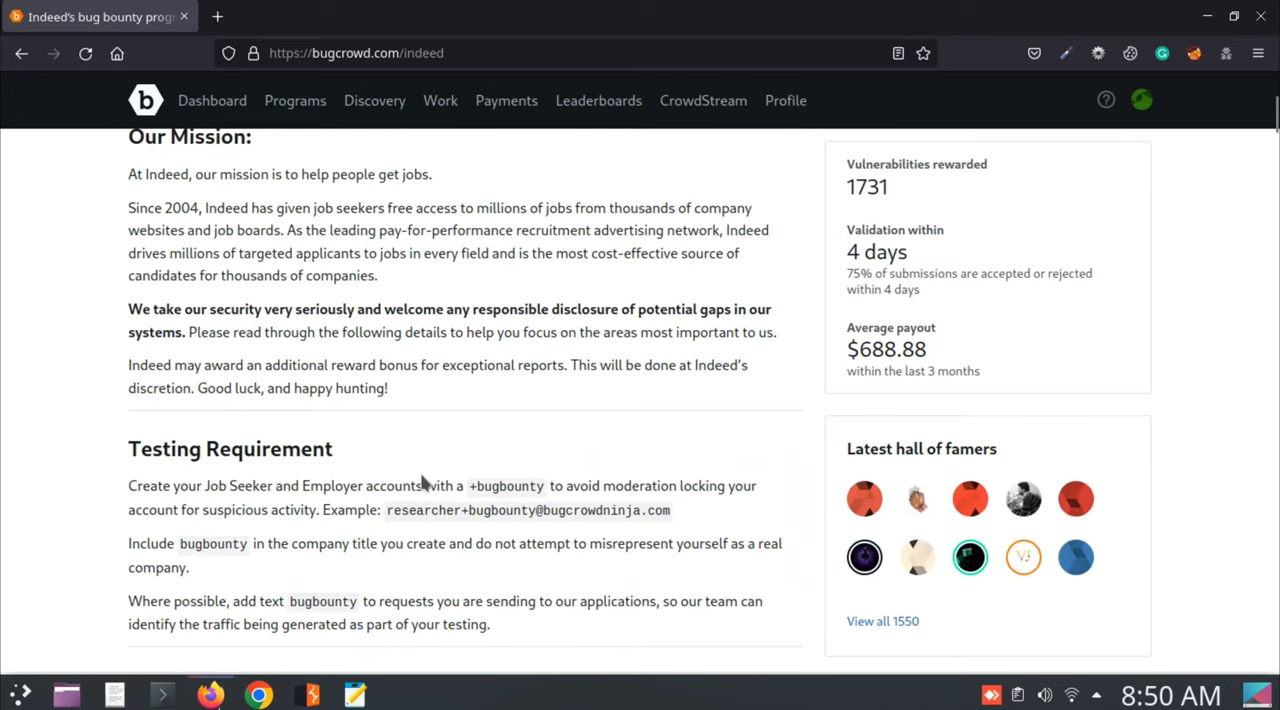 Indeed's bug bounty prog
https://bugcrowd.com/indeed
b Dashboard Programs Discovery Work Payments Leaderboards CrowdStream Profile
Our Mission:
At Indeed, our mission is to help people get jobs.
Since 2004, Indeed has given job seekers free access to millions of jobs from thousands of company
websites and job boards. As the leading pay-for-performance recruitment advertising network, Indeed
drives millions of targeted applicants to jobs in every field and is the most cost-effective source of
candidates for thousands of companies.
We take our security very seriously and welcome any responsible disclosure of potential gaps in our
systems. Please read through the following details to help you focus on the areas most important to us.
Indeed may award an additional reward bonus for exceptional reports. This will be done at Indeed's
discretion. Good luck, and happy hunting!
Testing Requirement
Create your Job Seeker and Employer accounts with a +bugbounty to avoid moderation locking your
account for suspicious activity. Example: researcher+bugbounty@bugcrowdninja.com
Include bugbounty in the company title you create and do not attempt to misrepresent yourself as a real
company.
Where possible, add text bugbounty to requests you are sending to our applications, so our team can
identify the traffic being generated as part of your testing.
Vulnerabilities rewarded
1731
Validation within
4 days
75% of submissions are accepted or rejected
within 4 days
Average payout
$688.88
within the last 3 months
Latest hall of famers
View all 1550
8:50 AM